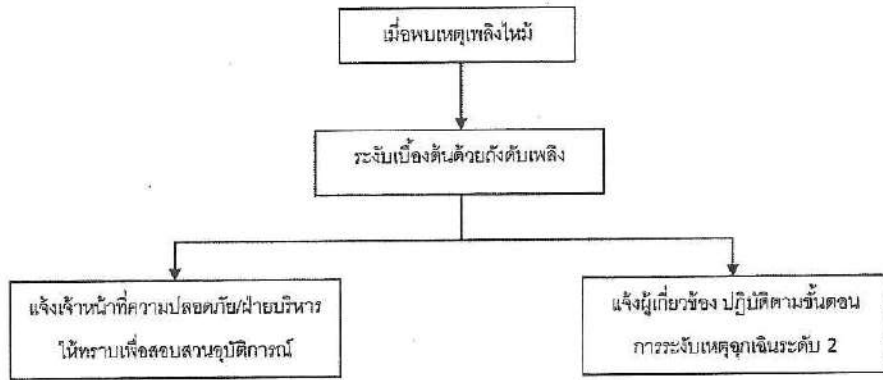 เมื่อพบเหตุเพลิงไหม้
ระงับเบื้องต้นด้วยถังดับเพลิง
แจ้งเจ้าหน้าที่ความปลอดภัย/ฝ่ายบริหาร
ให้ทราบเพื่อสอบสวนอุบัติการณ์
แจ้งผู้เกี่ยวข้อง ปฏิบัติตามขั้นตอน
การระงับเหตุฉุกเฉินระดับ 2